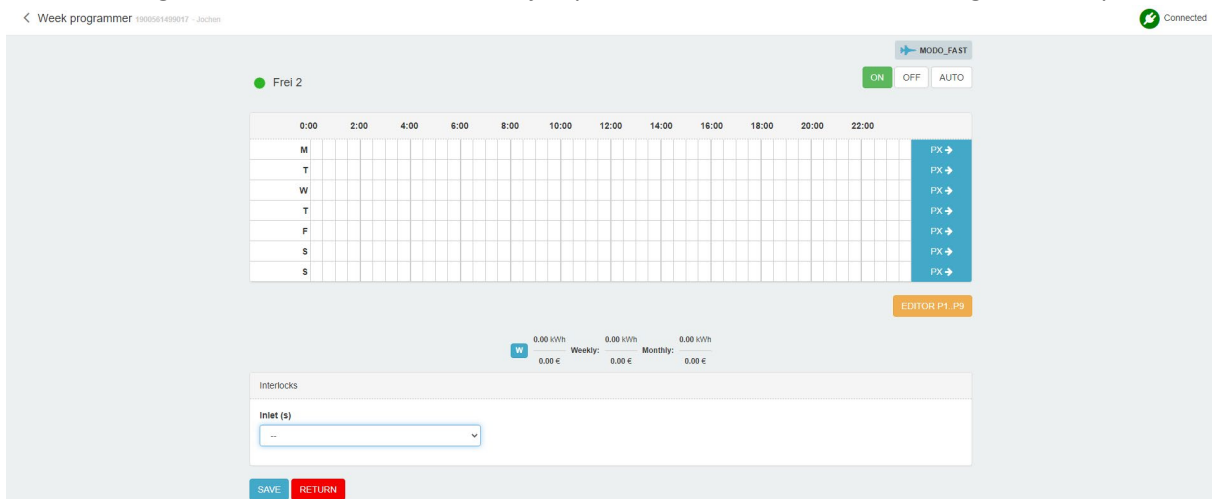 Week programmer 1900561499017 - Jochen
Connected
MODO_FAST
Frei 2
ON OFF AUTO
0:00 2:00 4:00 6:00 8:00 10:00 12:00 14:00 16:00 18:00 20:00 22:00
M PX
T PX
W PX
T PX
F PX
S PX
S PX
EDITOR P1..P9
W 0.00 kWh 0.00 € Weekly: 0.00 kWh 0.00 € Monthly: 0.00 kWh 0.00 €
Interlocks
Inlet (s)
--
SAVE RETURN